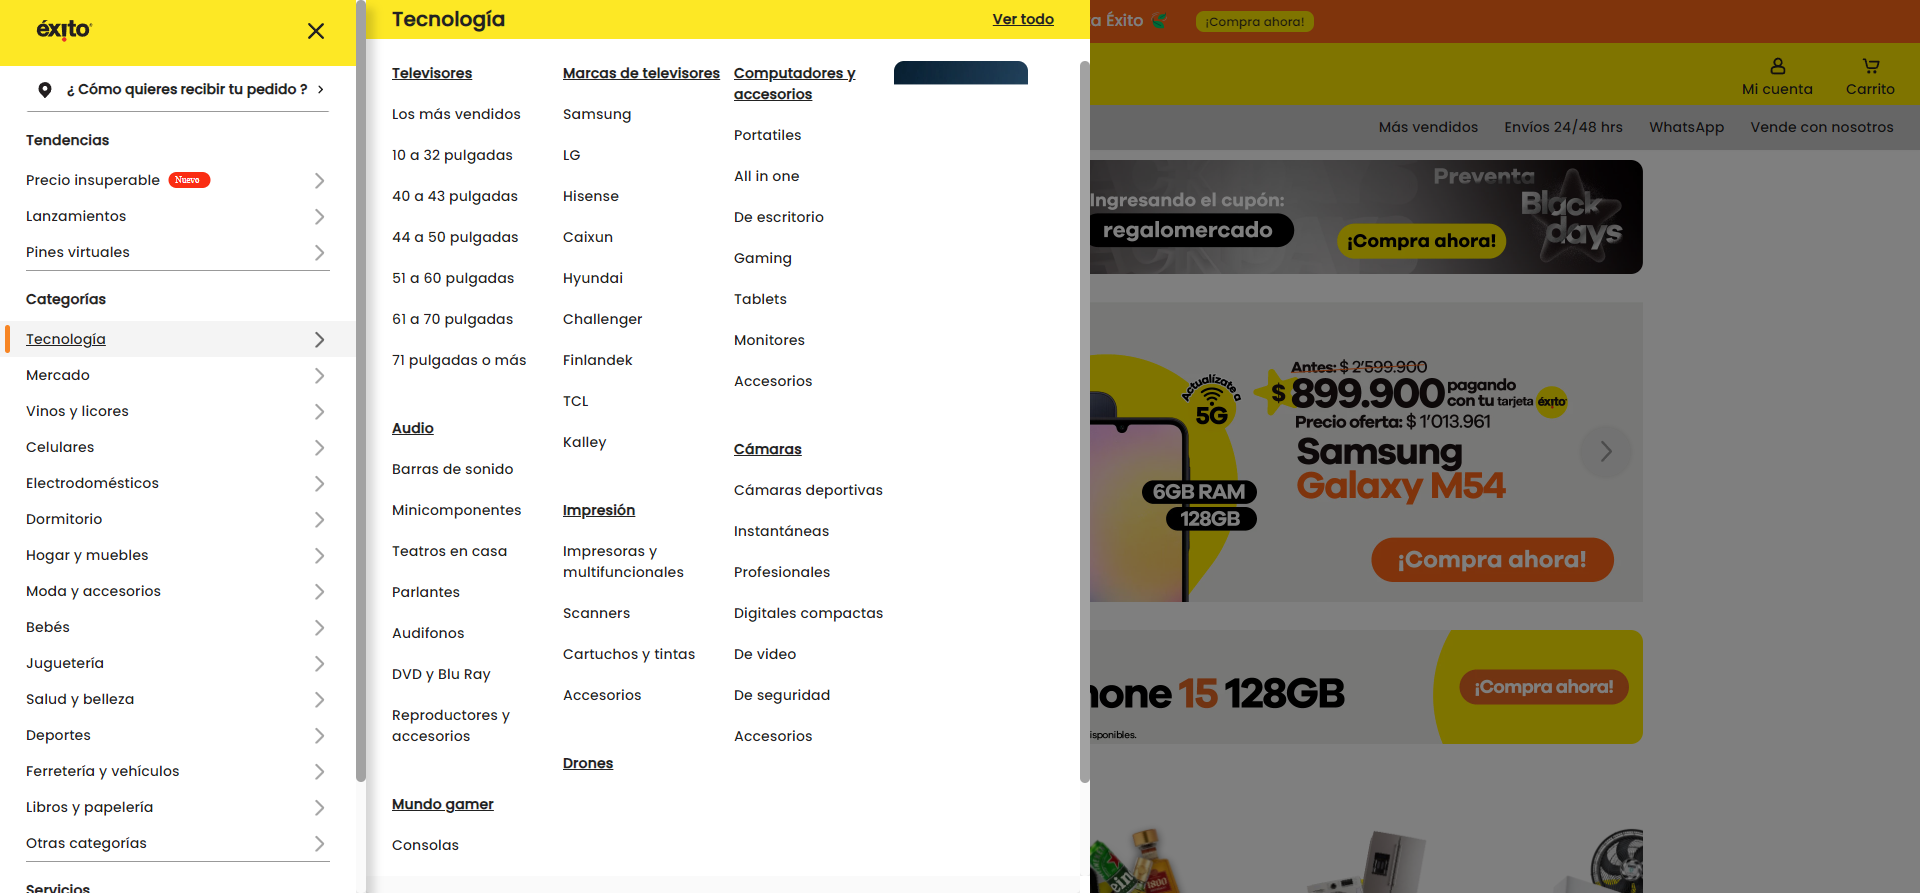 éxito
¿ Cómo quieres recibir tu pedido ?
Tendencias
Precio insuperable Nuevo
Lanzamientos
Pines virtuales
Categorías
Tecnología
Mercado
Vinos y licores
Celulares
Electrodomésticos
Dormitorio
Hogar y muebles
Moda y accesorios
Bebés
Juguetería
Salud y belleza
Deportes
Ferretería y vehículos
Libros y papelería
Otras categorías
Servicios
Tecnología
Ver todo
Televisores
Los más vendidos
10 a 32 pulgadas
40 a 43 pulgadas
44 a 50 pulgadas
51 a 60 pulgadas
61 a 70 pulgadas
71 pulgadas o más
Audio
Barras de sonido
Minicomponentes
Teatros en casa
Parlantes
Audifonos
DVD y Blu Ray
Reproductores y
accesorios
Mundo gamer
Consolas
Marcas de televisores
Samsung
LG
Hisense
Caixun
Hyundai
Challenger
Finlandek
TCL
Kalley
Impresión
Impresoras y
multifuncionales
Scanners
Cartuchos y tintas
Accesorios
Drones
Computadores y
accesorios
Portatiles
All in one
De escritorio
Gaming
Tablets
Monitores
Accesorios
Cámaras
Cámaras deportivas
Instantáneas
Profesionales
Digitales compactas
De video
De seguridad
Accesorios
a Éxito
¡Compra ahora!
Mi cuenta
Carrito
Más vendidos
Envíos 24/48 hrs
WhatsApp
Vende con nosotros
Ingresando el cupón:
regalomercado
¡Compra ahora!
Preventa
Black
days
Actualízate a
5G
6GB RAM
128GB
Antes: $ 2'599.900
$ 899.900 pagando
con tu tarjeta éxito
Precio oferta: $ 1'013.961
Samsung
Galaxy M54
¡Compra ahora!
hone 15 128GB
isponibles.
¡Compra ahora!
1800